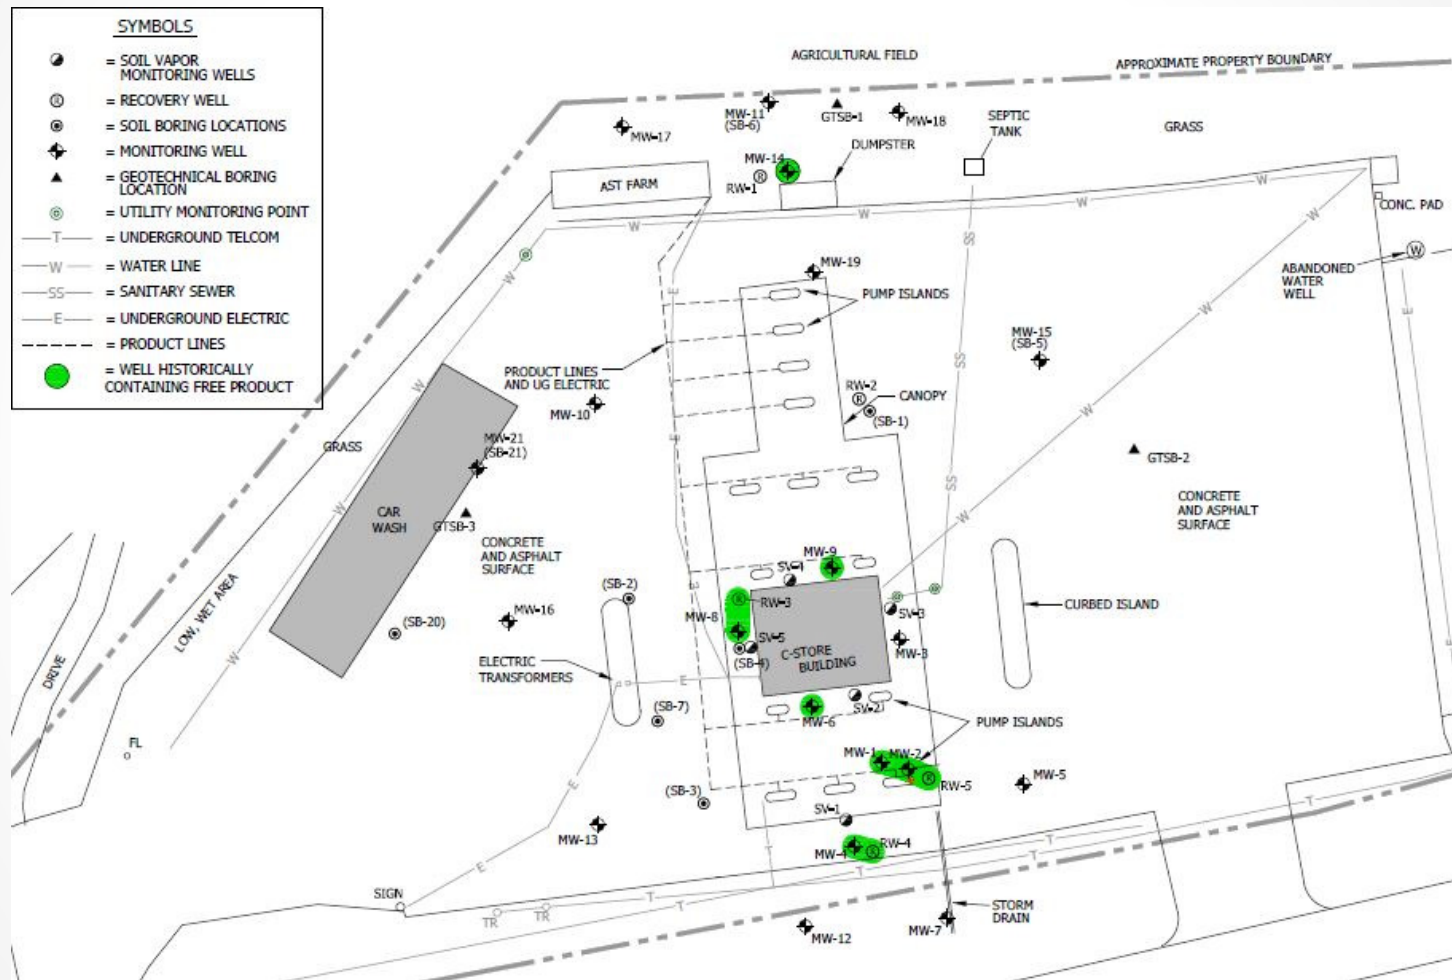 SYMBOLS
= SOIL VAPOR
MONITORING WELLS
R = RECOVERY WELL
= SOIL BORING LOCATIONS
= MONITORING WELL
= GEOTECHNICAL BORING
LOCATION
= UTILITY MONITORING POINT
T = UNDERGROUND TELCOM
W = WATER LINE
SS = SANITARY SEWER
E = UNDERGROUND ELECTRIC
= PRODUCT LINES
= WELL HISTORICALLY
CONTAINING FREE PRODUCT
AGRICULTURAL FIELD
APPROXIMATE PROPERTY BOUNDARY
MW-17
MW-11
(SB-6)
GTSB-1
MW-18
SEPTIC
TANK
GRASS
DUMPSTER
MW-14
R
RW-1
AST FARM
CONC. PAD
W
W
W
W
W
SS
W
ABANDONED
WATER
WELL
W
MW-19
PUMP ISLANDS
E
W
E
MW-15
(SB-5)
SS
PRODUCT LINES
AND UG ELECTRIC
W
MW-10
RW-2
R
CANOPY
(SB-1)
W
GRASS
MW-21
(SB-21)
E
GTSB-2
SS
CONCRETE
AND ASPHALT
SURFACE
W
CAR
WASH
GTSB-3
W
CONCRETE
AND ASPHALT
SURFACE
MW-9
SV-4
(SB-2)
E
R
RW-3
MW-8
SV-3
CURBED ISLAND
LOW, WET AREA
MW-16
(SB-20)
SV-5
(SB-4)
C-STORE
BUILDING
MW-3
E
W
DRIVE
ELECTRIC
TRANSFORMERS
E
SV-2
(SB-7)
MW-6
PUMP ISLANDS
FL
MW-1
MW-2
R
RW-5
MW-5
E
(SB-3)
SV-1
T
MW-13
MW-4
R
RW-4
T
T
T
T
E
SIGN
T
T
TR
TR
STORM
DRAIN
MW-12
MW-7